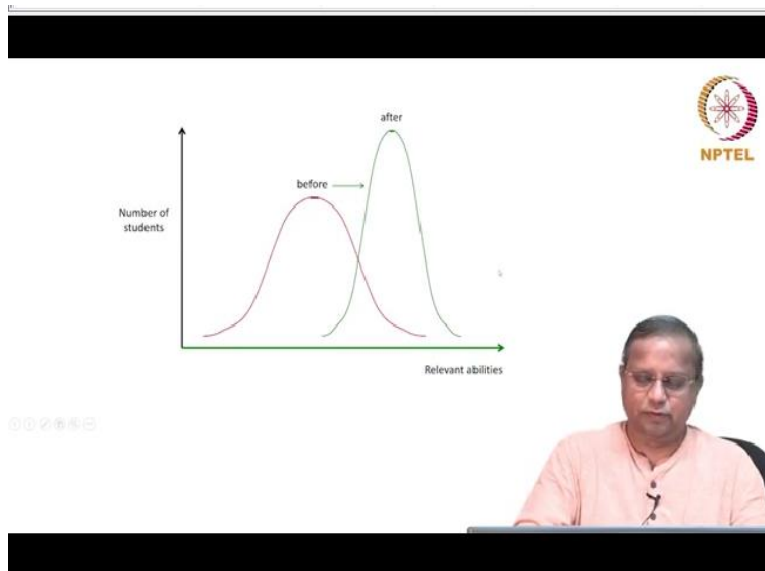 after
NPTEL
before
Number of
students
Relevant abilities